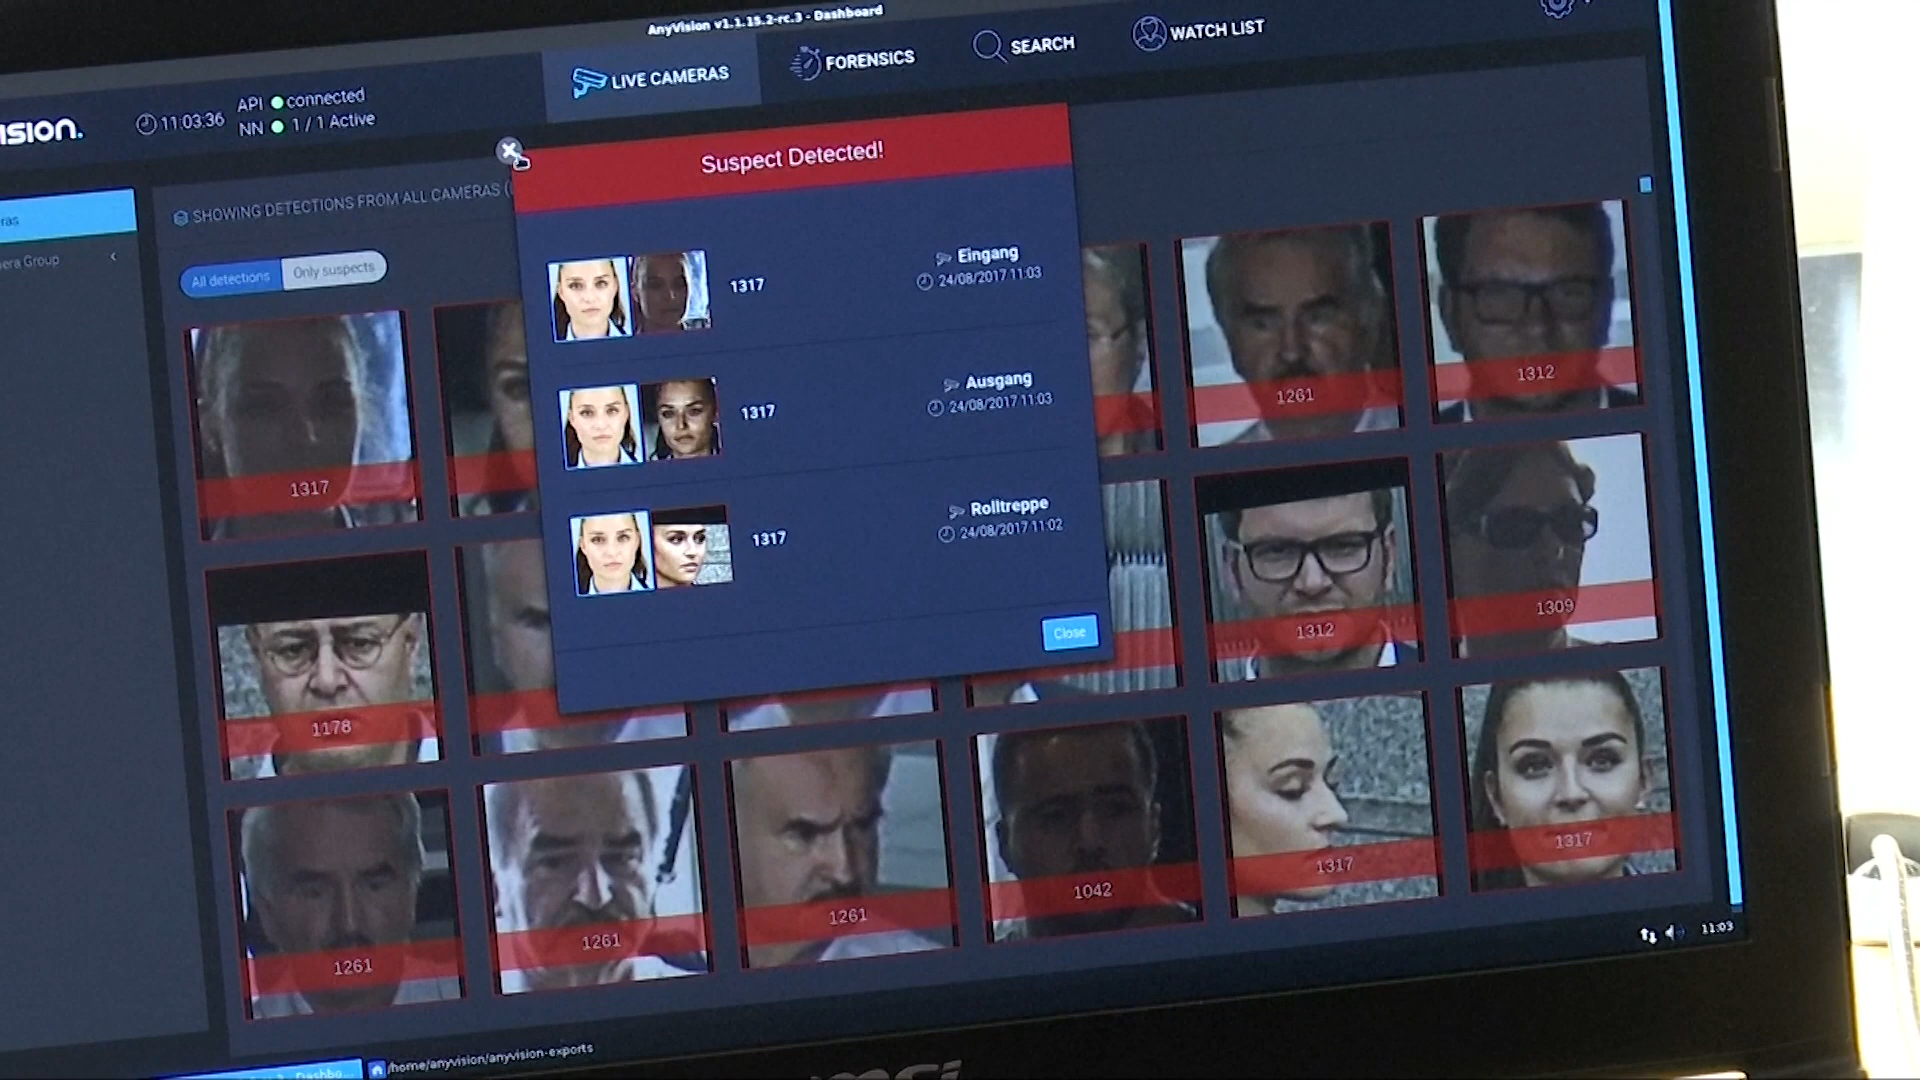 AnyVision v1.1.15.2-rc.3 - Dashboard
ision.
11:03:36
API connected
NN 1 / 1 Active
LIVE CAMERAS
FORENSICS
SEARCH
WATCH LIST
ras
era Group
SHOWING DETECTIONS FROM ALL CAMERAS (
All detections
Only suspects
Suspect Detected!
1317
Eingang
24/08/2017 11:03
1317
Ausgang
24/08/2017 11:03
1317
Rolltreppe
24/08/2017 11:02
Close
1317
1261
1312
1178
1312
1309
1261
1261
1261
1042
1317
1317
11:03
/home/anyvision/anyvision-exports
msi